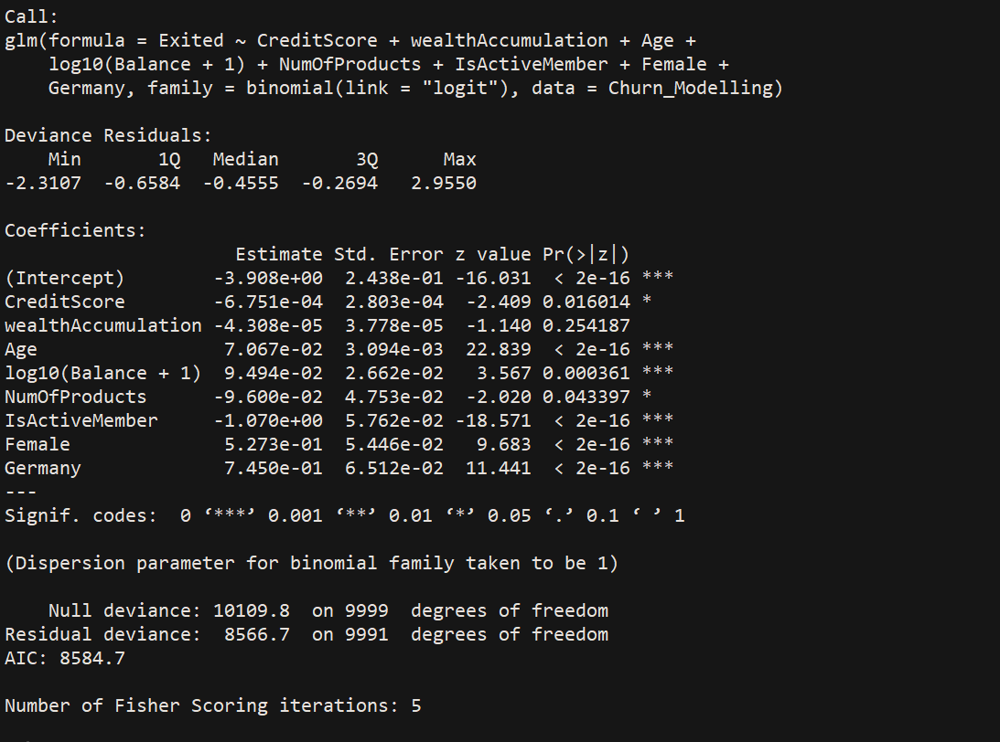 Call:
glm(formula = Exited ~ CreditScore + wealthAccumulation + Age +
    log10(Balance + 1) + NumOfProducts + IsActiveMember + Female +
    Germany, family = binomial(link = "logit"), data = Churn_Modelling)

Deviance Residuals:
    Min       1Q   Median       3Q      Max
-2.3107  -0.6584  -0.4555  -0.2694   2.9550

Coefficients:
                     Estimate Std. Error z value Pr(>|z|)
(Intercept)        -3.908e+00  2.438e-01 -16.031  < 2e-16 ***
CreditScore        -6.751e-04  2.803e-04  -2.409 0.016014 *
wealthAccumulation -4.308e-05  3.778e-05  -1.140 0.254187
Age                 7.067e-02  3.094e-03  22.839  < 2e-16 ***
log10(Balance + 1)  9.494e-02  2.662e-02   3.567 0.000361 ***
NumOfProducts      -9.600e-02  4.753e-02  -2.020 0.043397 *
IsActiveMember     -1.070e+00  5.762e-02 -18.571  < 2e-16 ***
Female              5.273e-01  5.446e-02   9.683  < 2e-16 ***
Germany             7.450e-01  6.512e-02  11.441  < 2e-16 ***
---
Signif. codes:  0 ‘***’ 0.001 ‘**’ 0.01 ‘*’ 0.05 ‘.’ 0.1 ‘ ’ 1

(Dispersion parameter for binomial family taken to be 1)

    Null deviance: 10109.8  on 9999  degrees of freedom
Residual deviance:  8566.7  on 9991  degrees of freedom
AIC: 8584.7

Number of Fisher Scoring iterations: 5